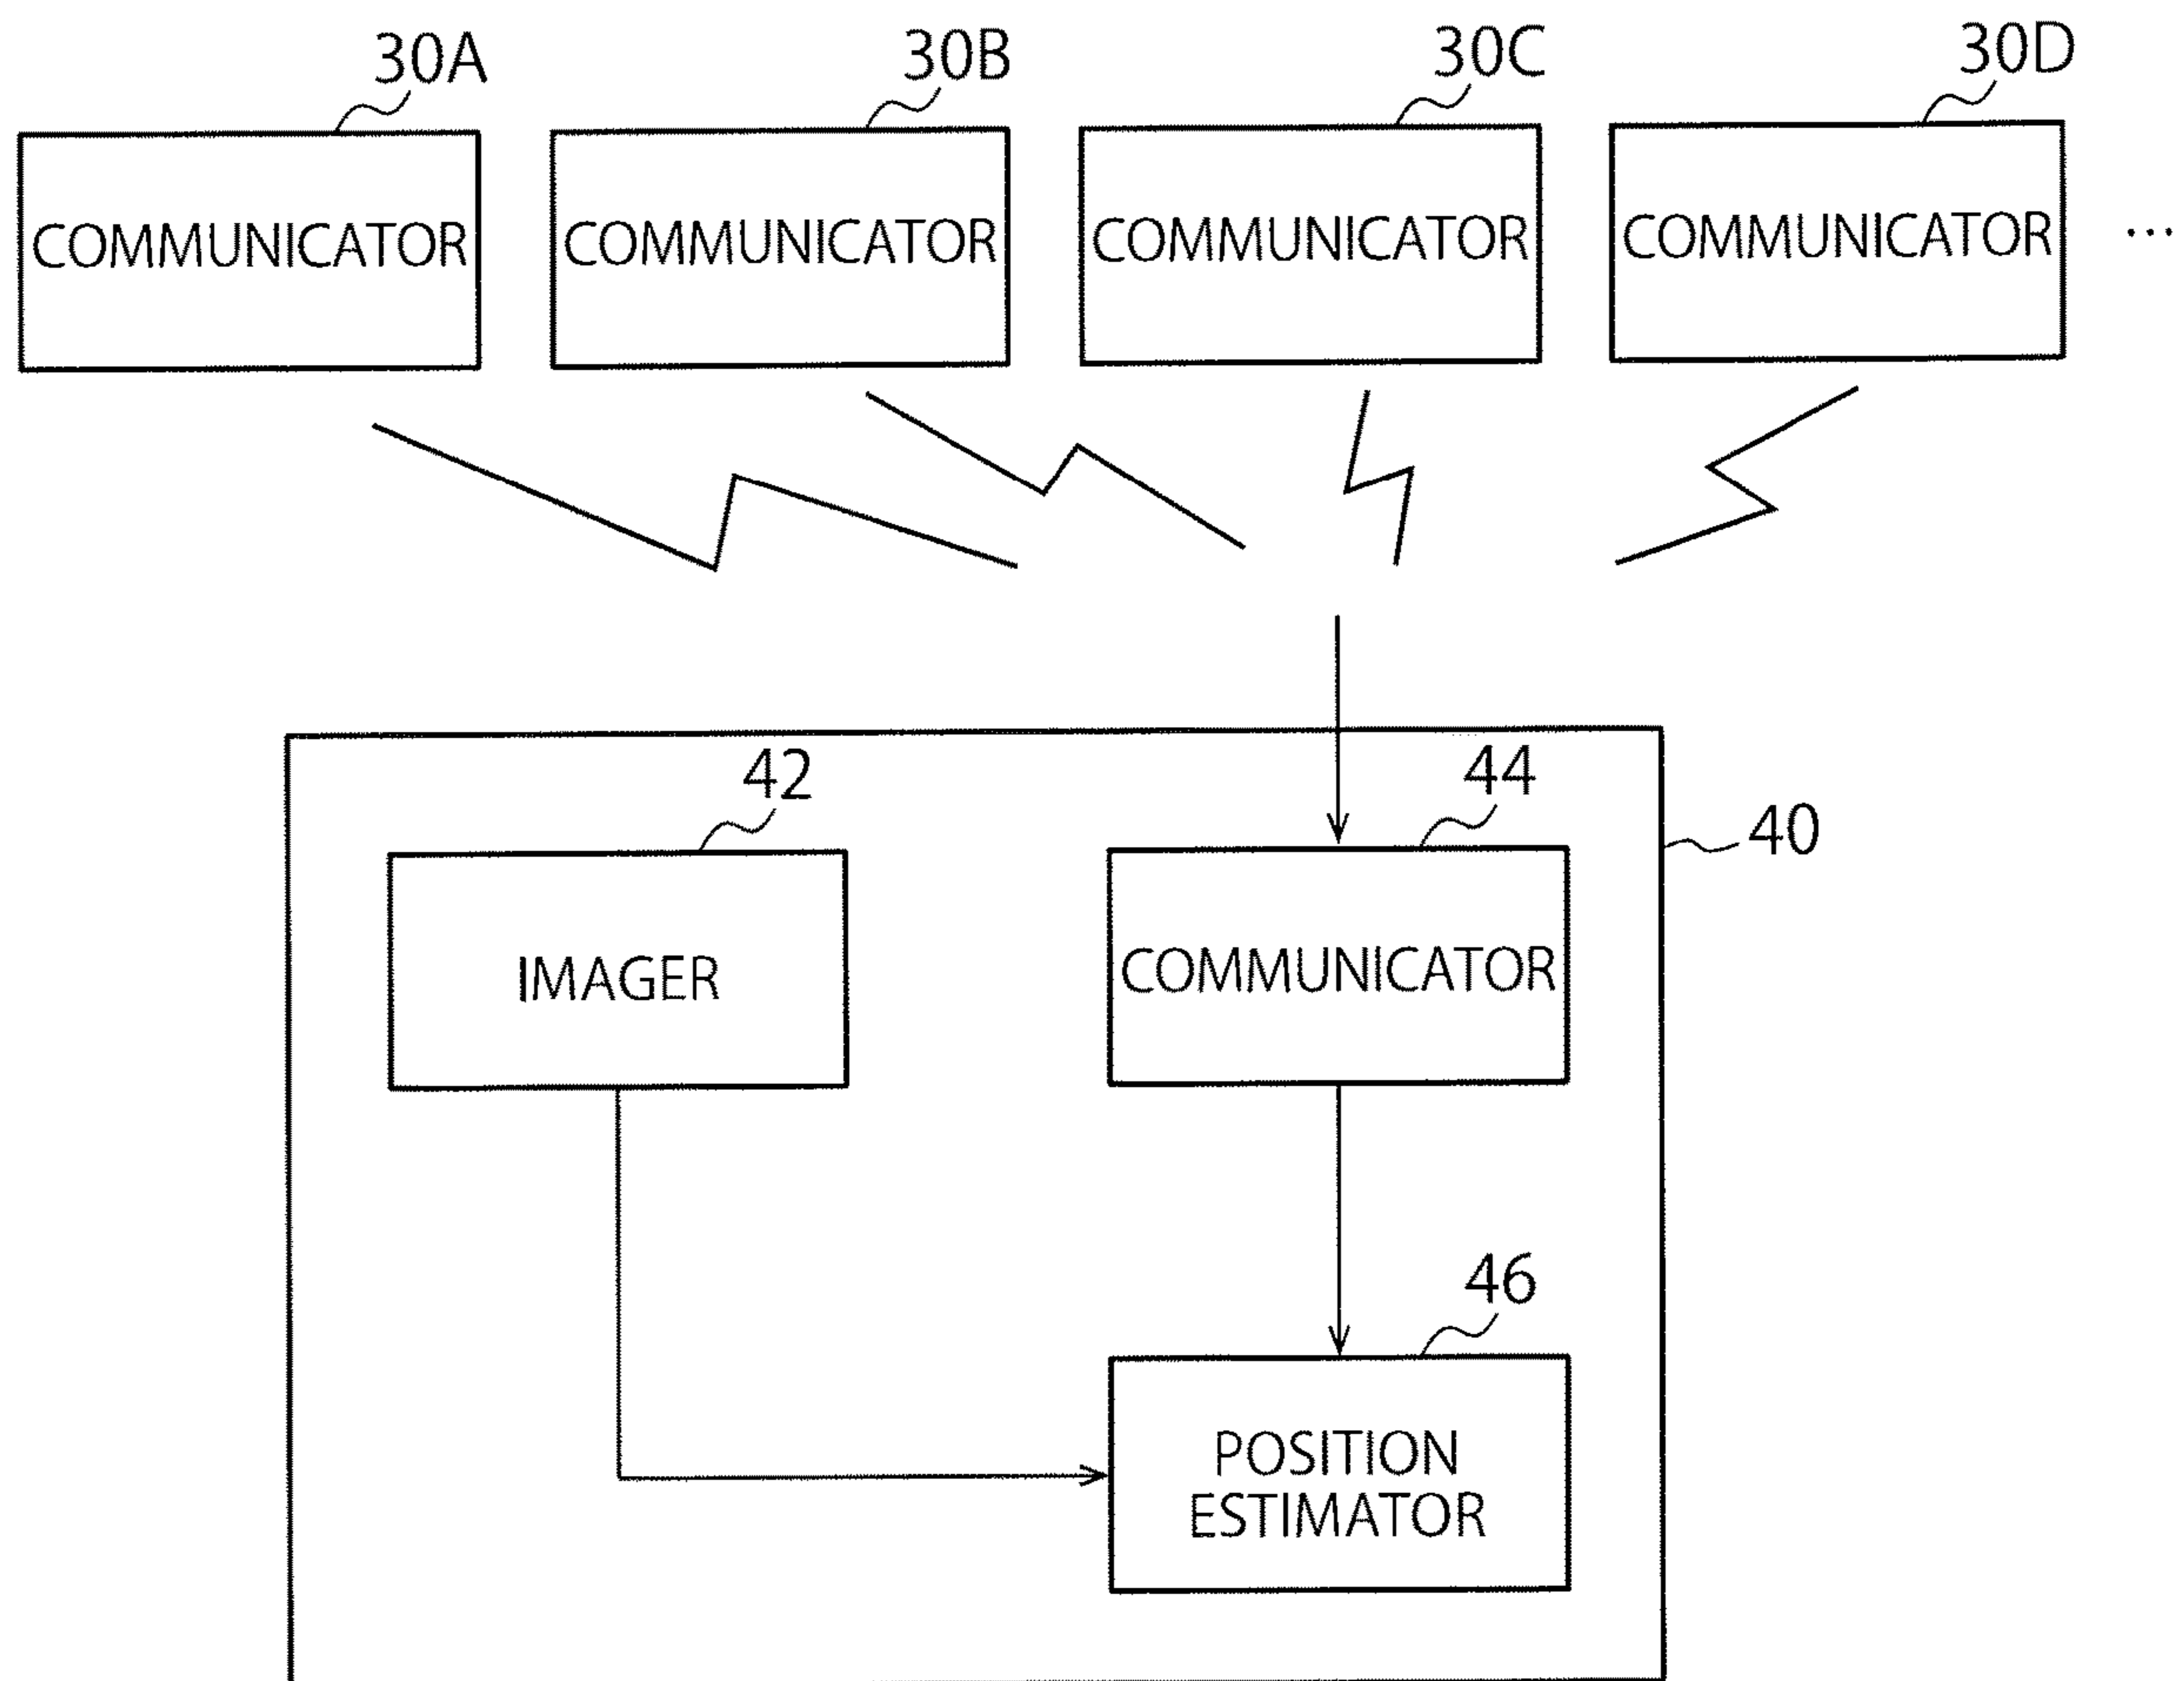 30A 30B 30C 30D
COMMUNICATOR COMMUNICATOR COMMUNICATOR COMMUNICATOR ...
42 44
40
IMAGER COMMUNICATOR
46
POSITION
ESTIMATOR